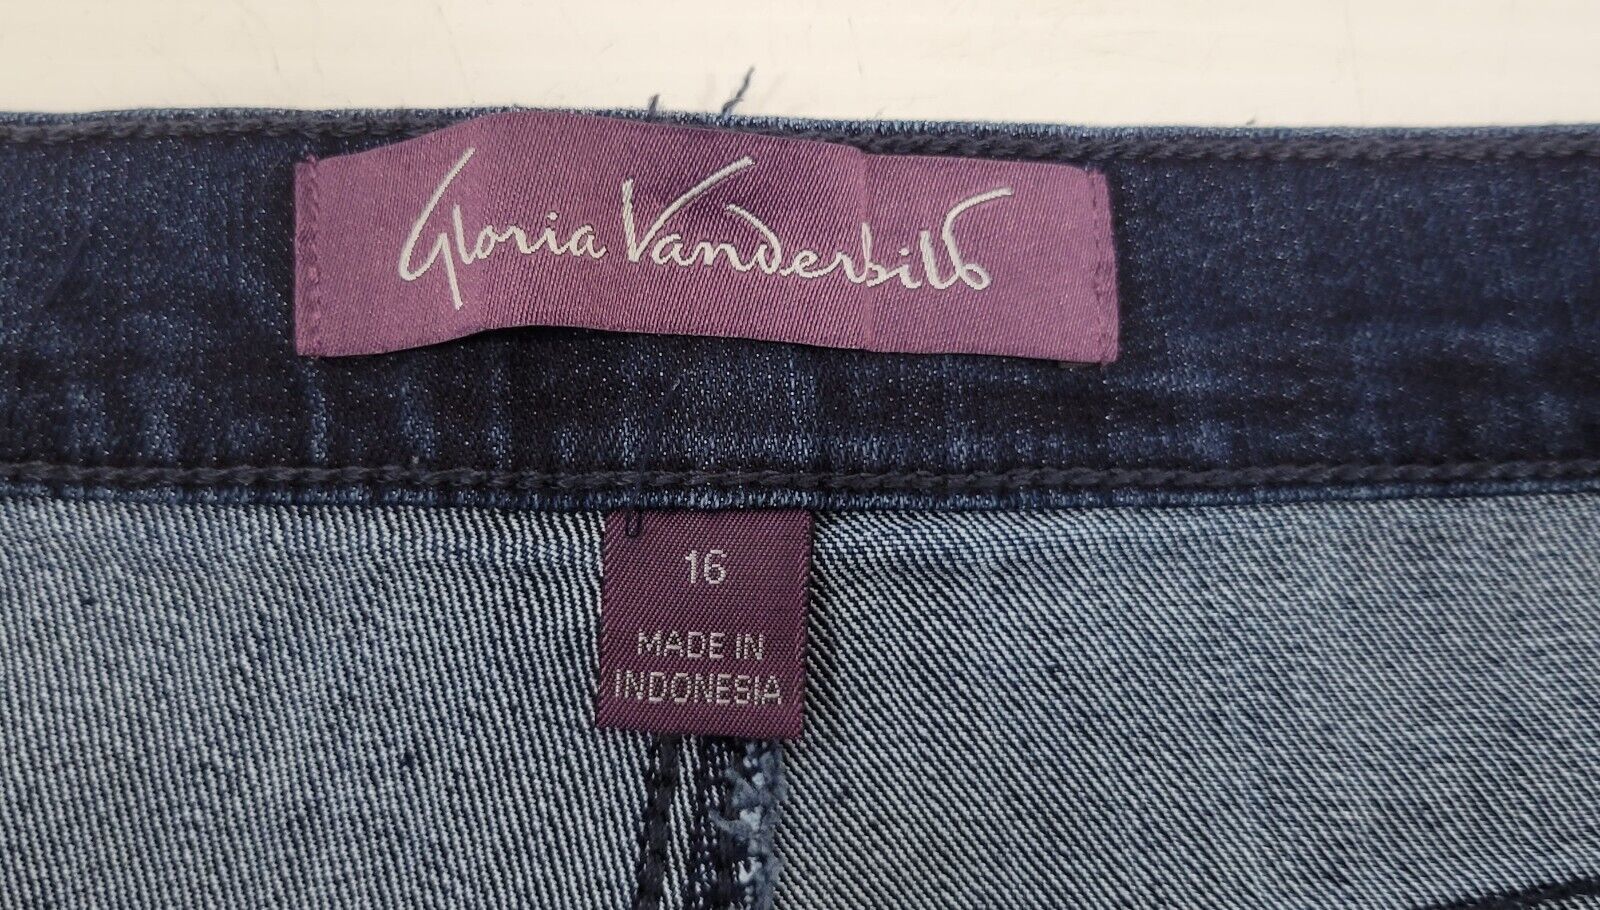 Gloria Vanderbilt
16
MADE IN
INDONESIA